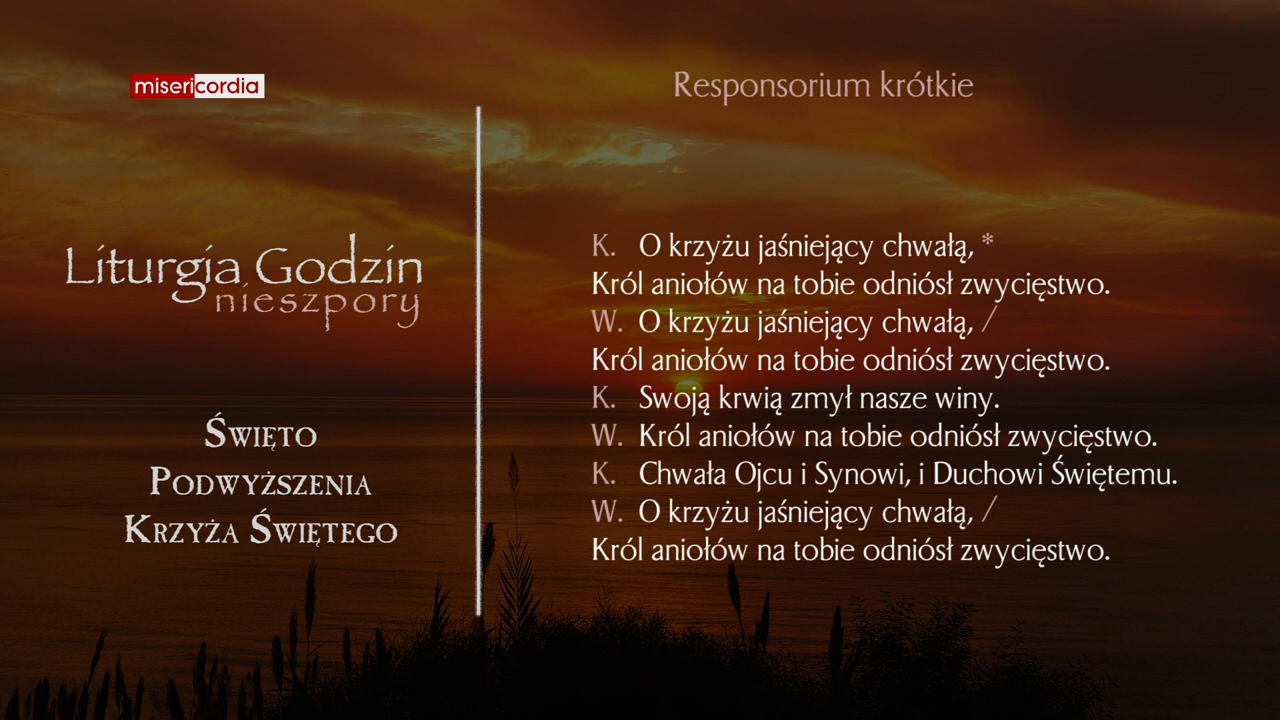 misericordia
Liturgia Godzin
nieszpory
Święto
Podwyższenia
Krzyża Świętego
Responsorium krótkie
K. O krzyżu jaśniejący chwałą, *
Król aniołów na tobie odniósł zwycięstwo.
W. O krzyżu jaśniejący chwałą, /
Król aniołów na tobie odniósł zwycięstwo.
K. Swoją krwią zmył nasze winy.
W. Król aniołów na tobie odniósł zwycięstwo.
K. Chwała Ojcu i Synowi, i Duchowi Świętemu.
W. O krzyżu jaśniejący chwałą, /
Król aniołów na tobie odniósł zwycięstwo.